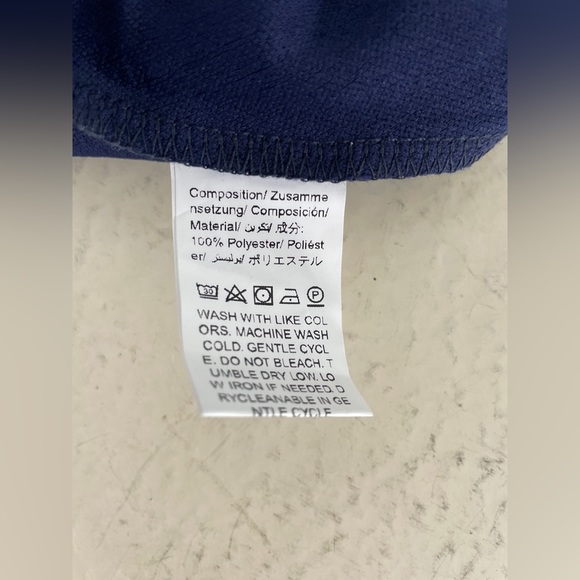 Composition/ Zusamme
nsetzung/ Composición/
Material/ تكوين/ 成分:
100% Polyester/ Poliést
er/ بوليستر/ ポリエステル
30 P
WASH WITH LIKE COL
ORS. MACHINE WASH
COLD. GENTLE CYCL
E. DO NOT BLEACH. T
UMBLE DRY LOW. LO
W IRON IF NEEDED. D
RYCLEANABLE IN GE
NTLE CYCLE